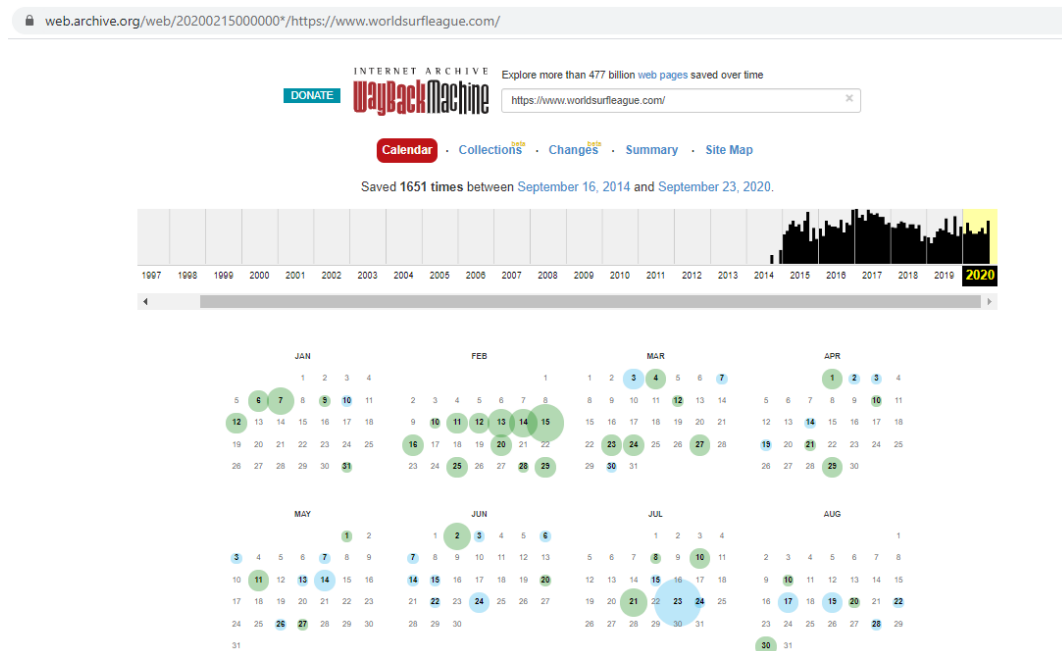 web.archive.org/web/20200215000000*/https://www.worldsurfleague.com/
INTERNET ARCHIVE
Explore more than 477 billion web pages saved over time
DONATE
WayBackMachine
https://www.worldsurfleague.com/ ×
Calendar · Collections beta · Changes beta · Summary · Site Map
Saved 1651 times between September 16, 2014 and September 23, 2020.
1997 1998 1999 2000 2001 2002 2003 2004 2005 2006 2007 2008 2009 2010 2011 2012 2013 2014 2015 2016 2017 2018 2019 2020
JAN FEB MAR APR
1 2 3 4 1 1 2 3 4 5 6 7 1 2 3 4
5 6 7 8 9 10 11 2 3 4 5 6 7 8 8 9 10 11 12 13 14 5 6 7 8 9 10 11
12 13 14 15 16 17 18 9 10 11 12 13 14 15 15 16 17 18 19 20 21 12 13 14 15 16 17 18
19 20 21 22 23 24 25 16 17 18 19 20 21 22 22 23 24 25 26 27 28 19 20 21 22 23 24 25
26 27 28 29 30 31 23 24 25 26 27 28 29 29 30 31 26 27 28 29 30
MAY JUN JUL AUG
1 2 1 2 3 4 5 6 1 2 3 4 1
3 4 5 6 7 8 9 7 8 9 10 11 12 13 5 6 7 8 9 10 11 2 3 4 5 6 7 8
10 11 12 13 14 15 16 14 15 16 17 18 19 20 12 13 14 15 16 17 18 9 10 11 12 13 14 15
17 18 19 20 21 22 23 21 22 23 24 25 26 27 19 20 21 22 23 24 25 16 17 18 19 20 21 22
24 25 26 27 28 29 30 28 29 30 26 27 28 29 30 31 23 24 25 26 27 28 29
31 30 31